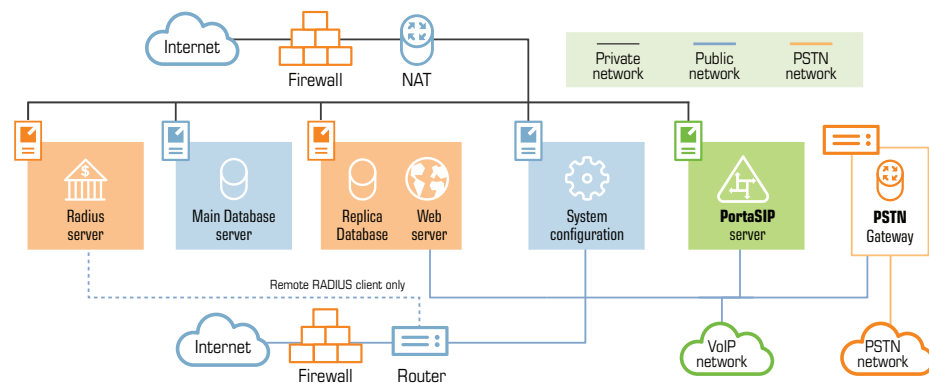 Internet
Firewall
NAT
Private
network
Public
network
PSTN
network
$
Radius
server
Main Database
server
Replica
Database
Web
server
System
configuration
PortaSIP
server
PSTN
Gateway
Remote RADIUS client only
Internet
Firewall
Router
VoIP
network
PSTN
network